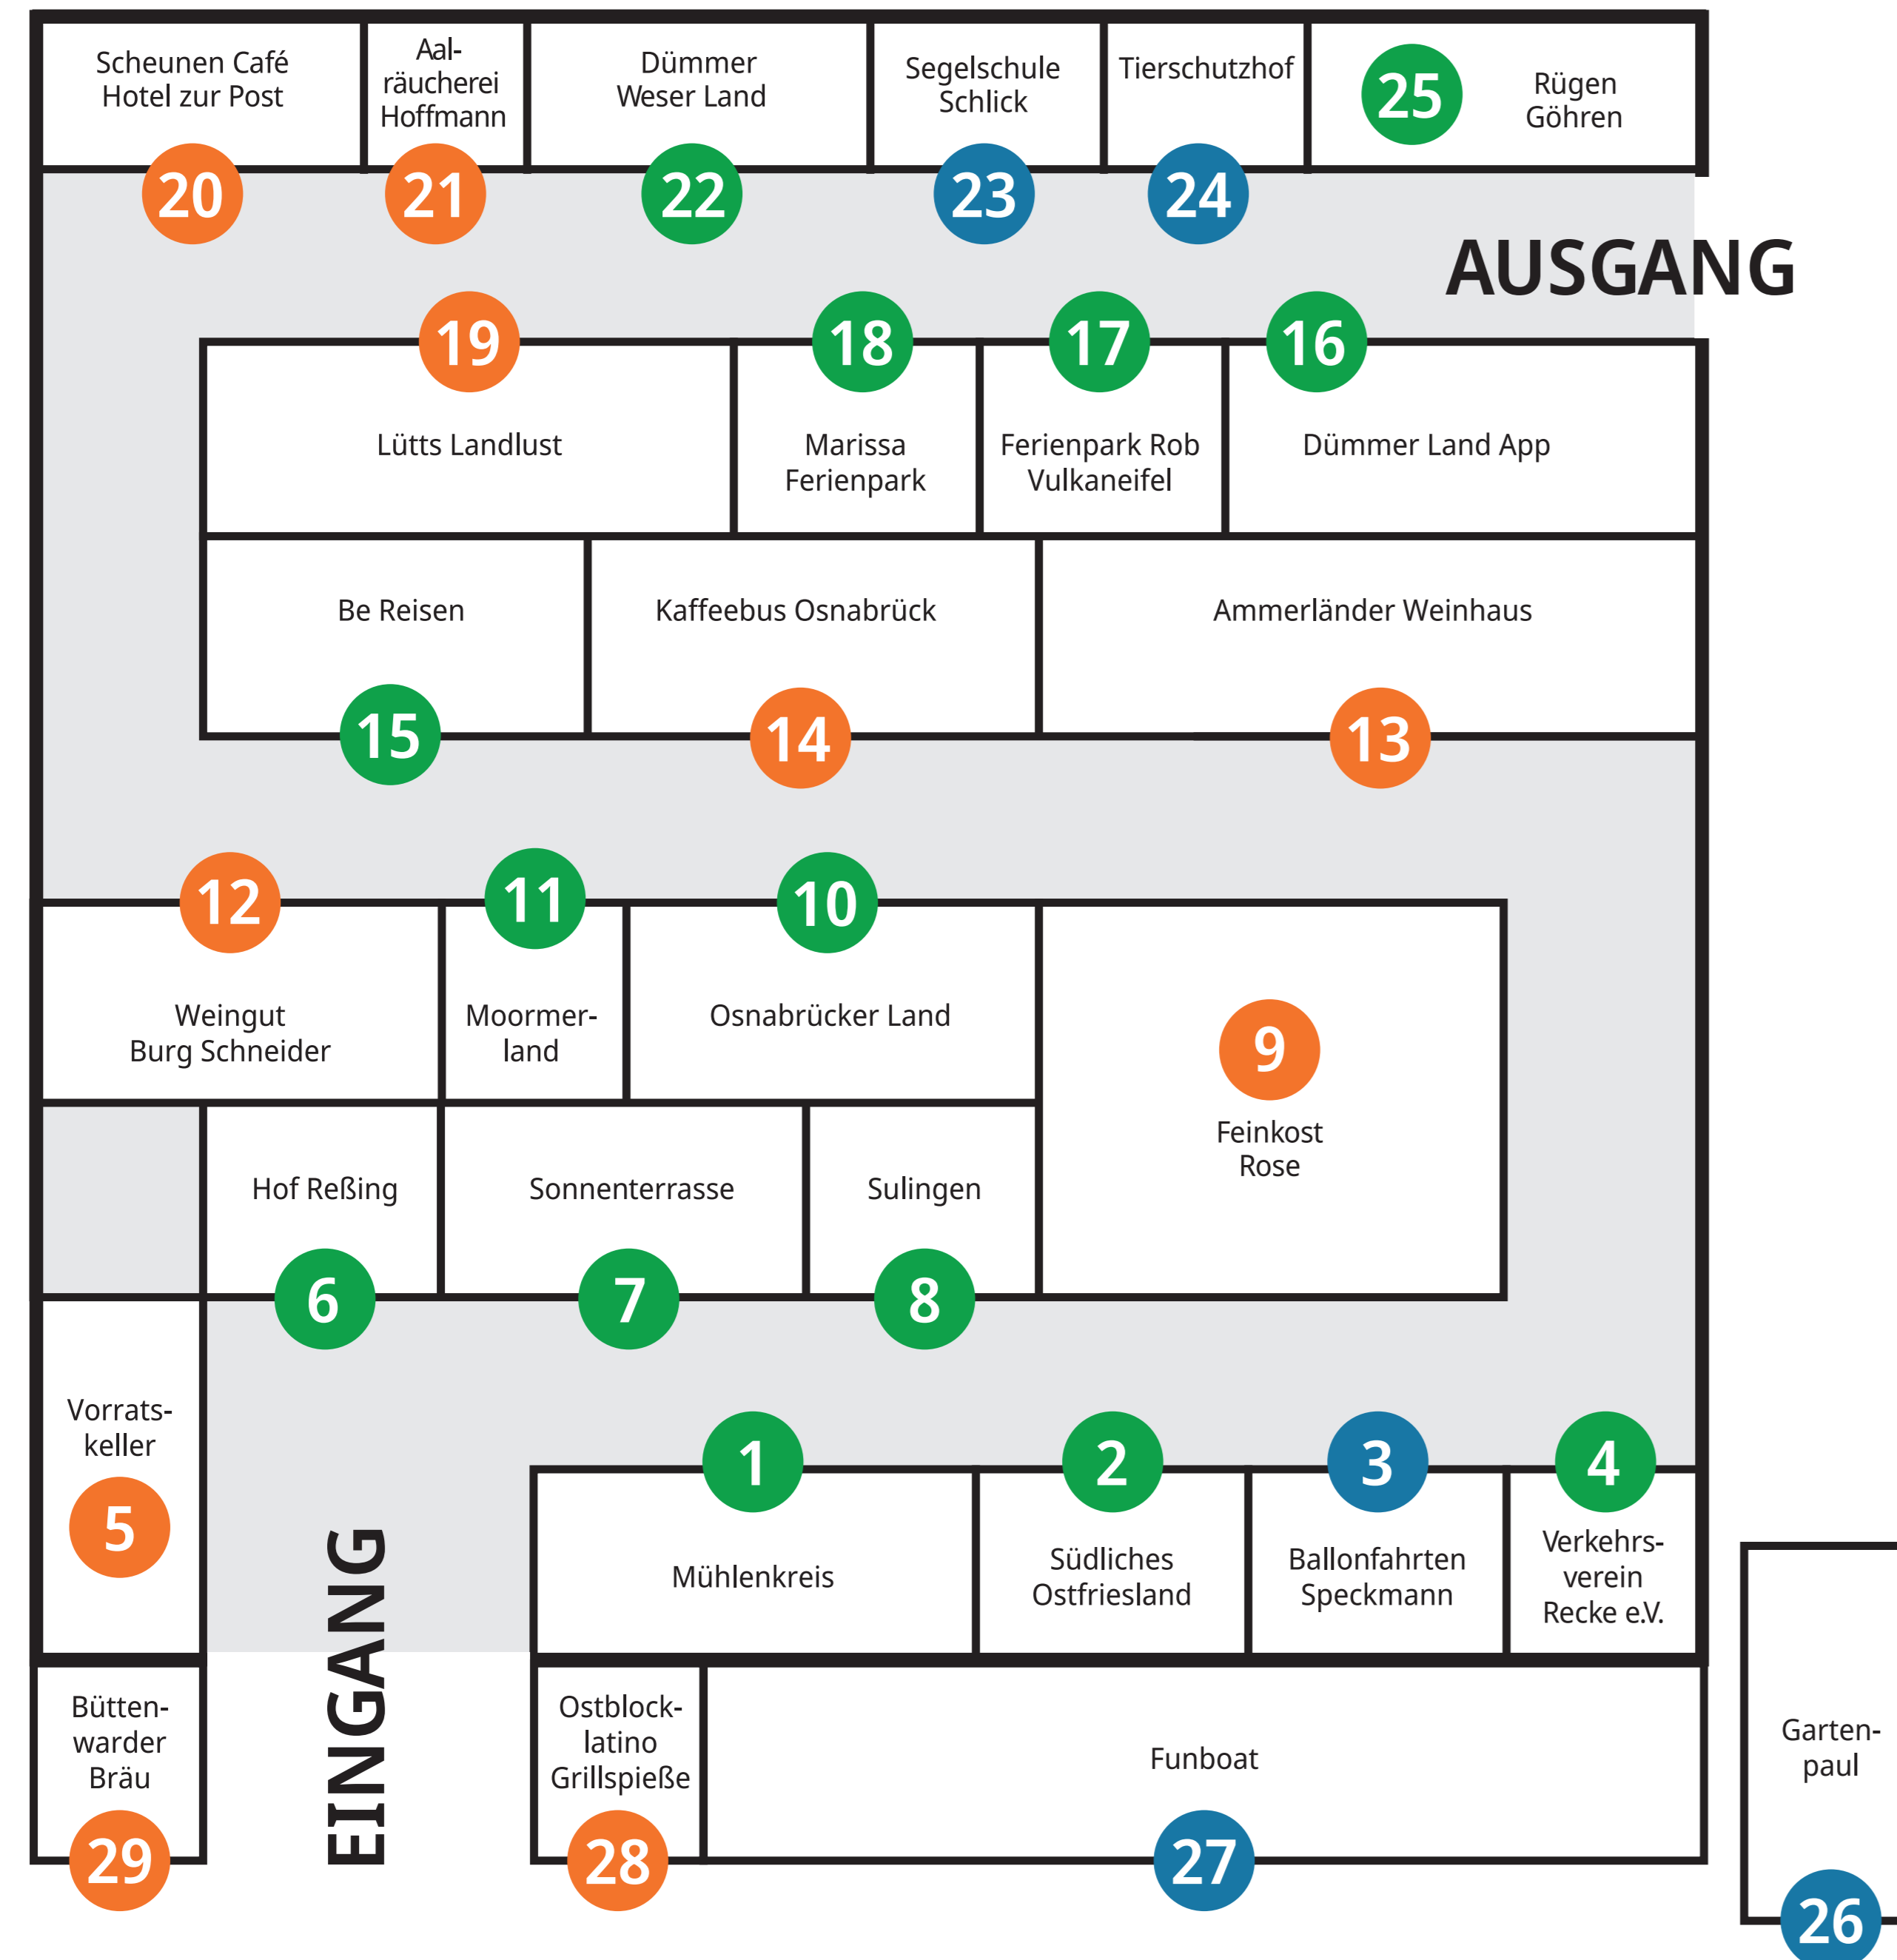 Scheunen Café
Hotel zur Post
20
Aal-
räucherei
Hoffmann
21
Dümmer
Weser Land
22
Segelschule
Schlick
23
Tierschutzhof
24
25
Rügen
Göhren
AUSGANG
19
Lütts Landlust
18
Marissa
Ferienpark
17
Ferienpark Rob
Vulkaneifel
16
Dümmer Land App
Be Reisen
15
Kaffeebus Osnabrück
14
Ammerländer Weinhaus
13
12
Weingut
Burg Schneider
11
Moormer-
land
10
Osnabrücker Land
9
Feinkost
Rose
Hof Reßing
6
Sonnenterrasse
7
Sulingen
8
Vorrats-
keller
5
EINGANG
1
Mühlenkreis
2
Südliches
Ostfriesland
3
Ballonfahrten
Speckmann
4
Verkehrs-
verein
Recke e.V.
Bütten-
warder
Bräu
29
Ostblock-
latino
Grillspieße
28
Funboat
27
Garten-
paul
26